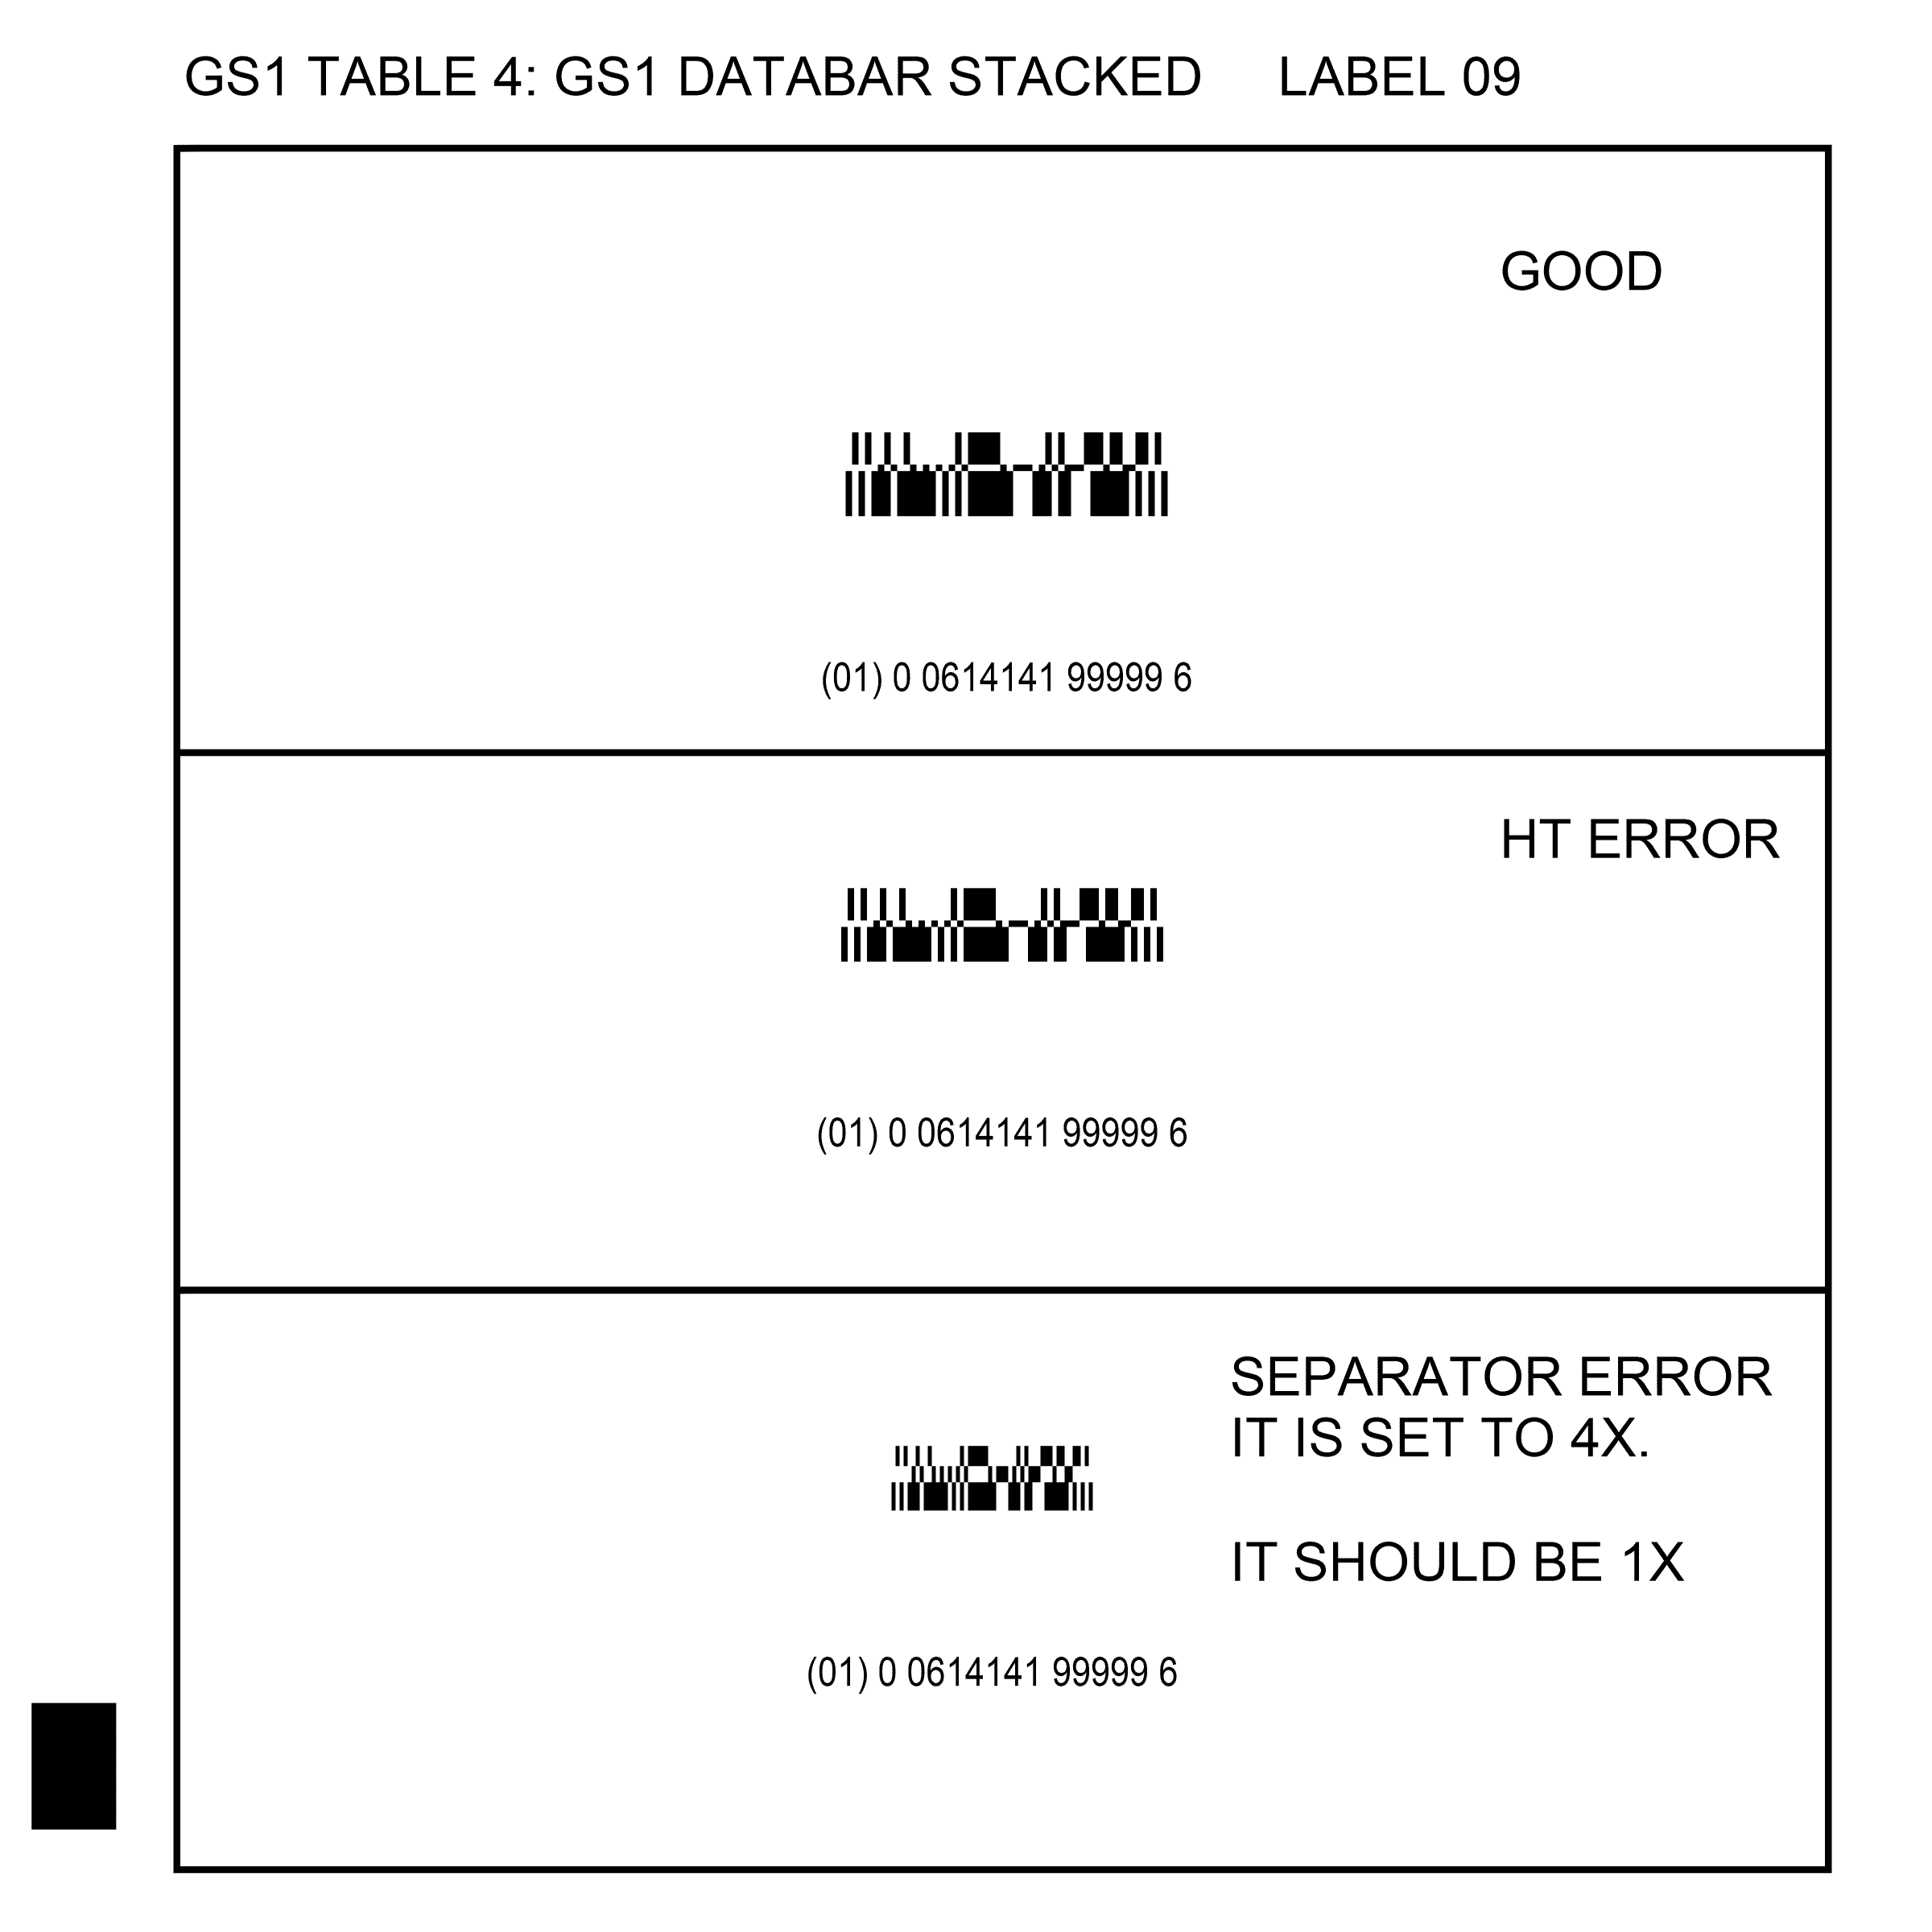 GS1 TABLE 4: GS1 DATABAR STACKED LABEL 09
GOOD
(01) 0 0614141 99999 6
HT ERROR
(01) 0 0614141 99999 6
SEPARATOR ERROR
IT IS SET TO 4X.
IT SHOULD BE 1X
(01) 0 0614141 99999 6